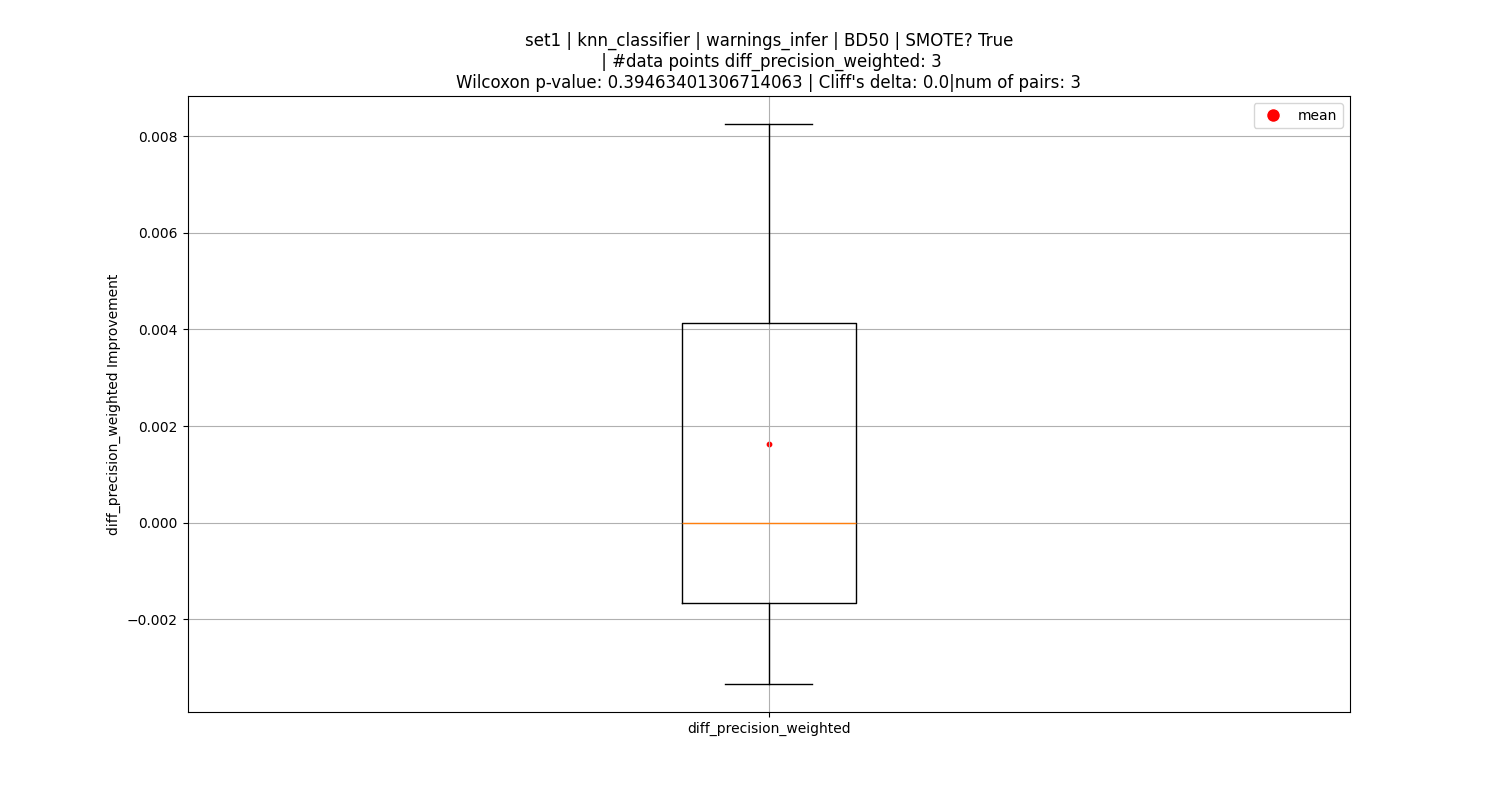 set1 | knn_classifier | warnings_infer | BD50 | SMOTE? True
| #data points diff_precision_weighted: 3
Wilcoxon p-value: 0.39463401306714063 | Cliff's delta: 0.0|num of pairs: 3
mean
0.008
0.006
0.004
0.002
0.000
−0.002
diff_precision_weighted Improvement
diff_precision_weighted